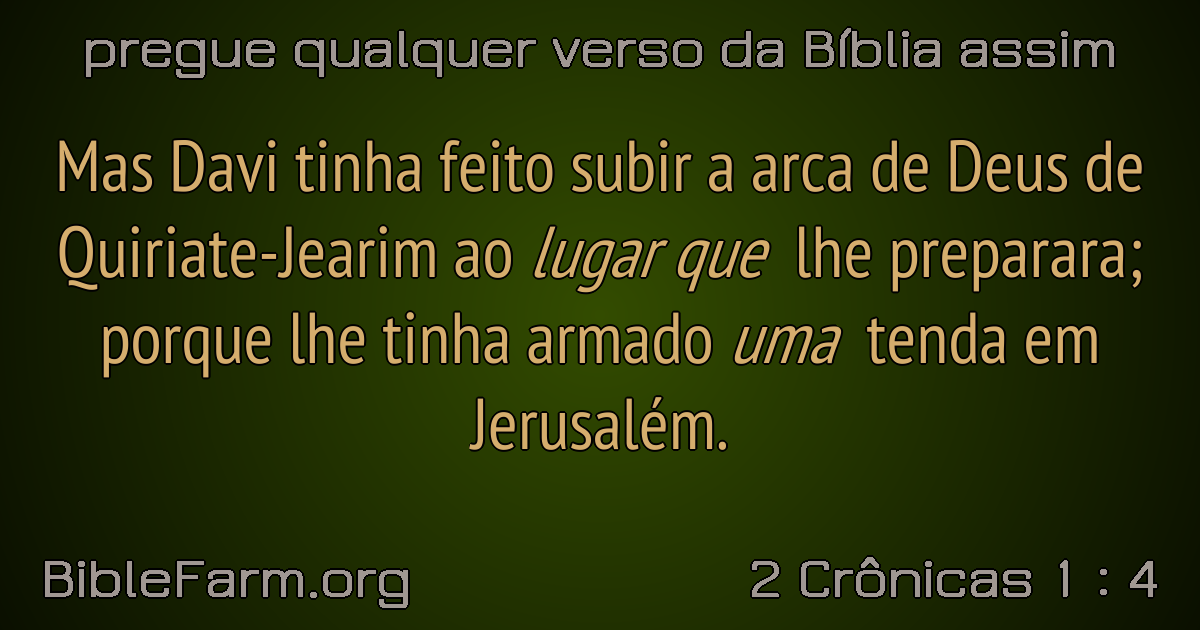 pregue qualquer verso da Bíblia assim
Mas Davi tinha feito subir a arca de Deus de
Quiriate-Jearim ao lugar que lhe preparara;
porque lhe tinha armado uma tenda em
Jerusalém.
BibleFarm.org
2 Crônicas 1 : 4